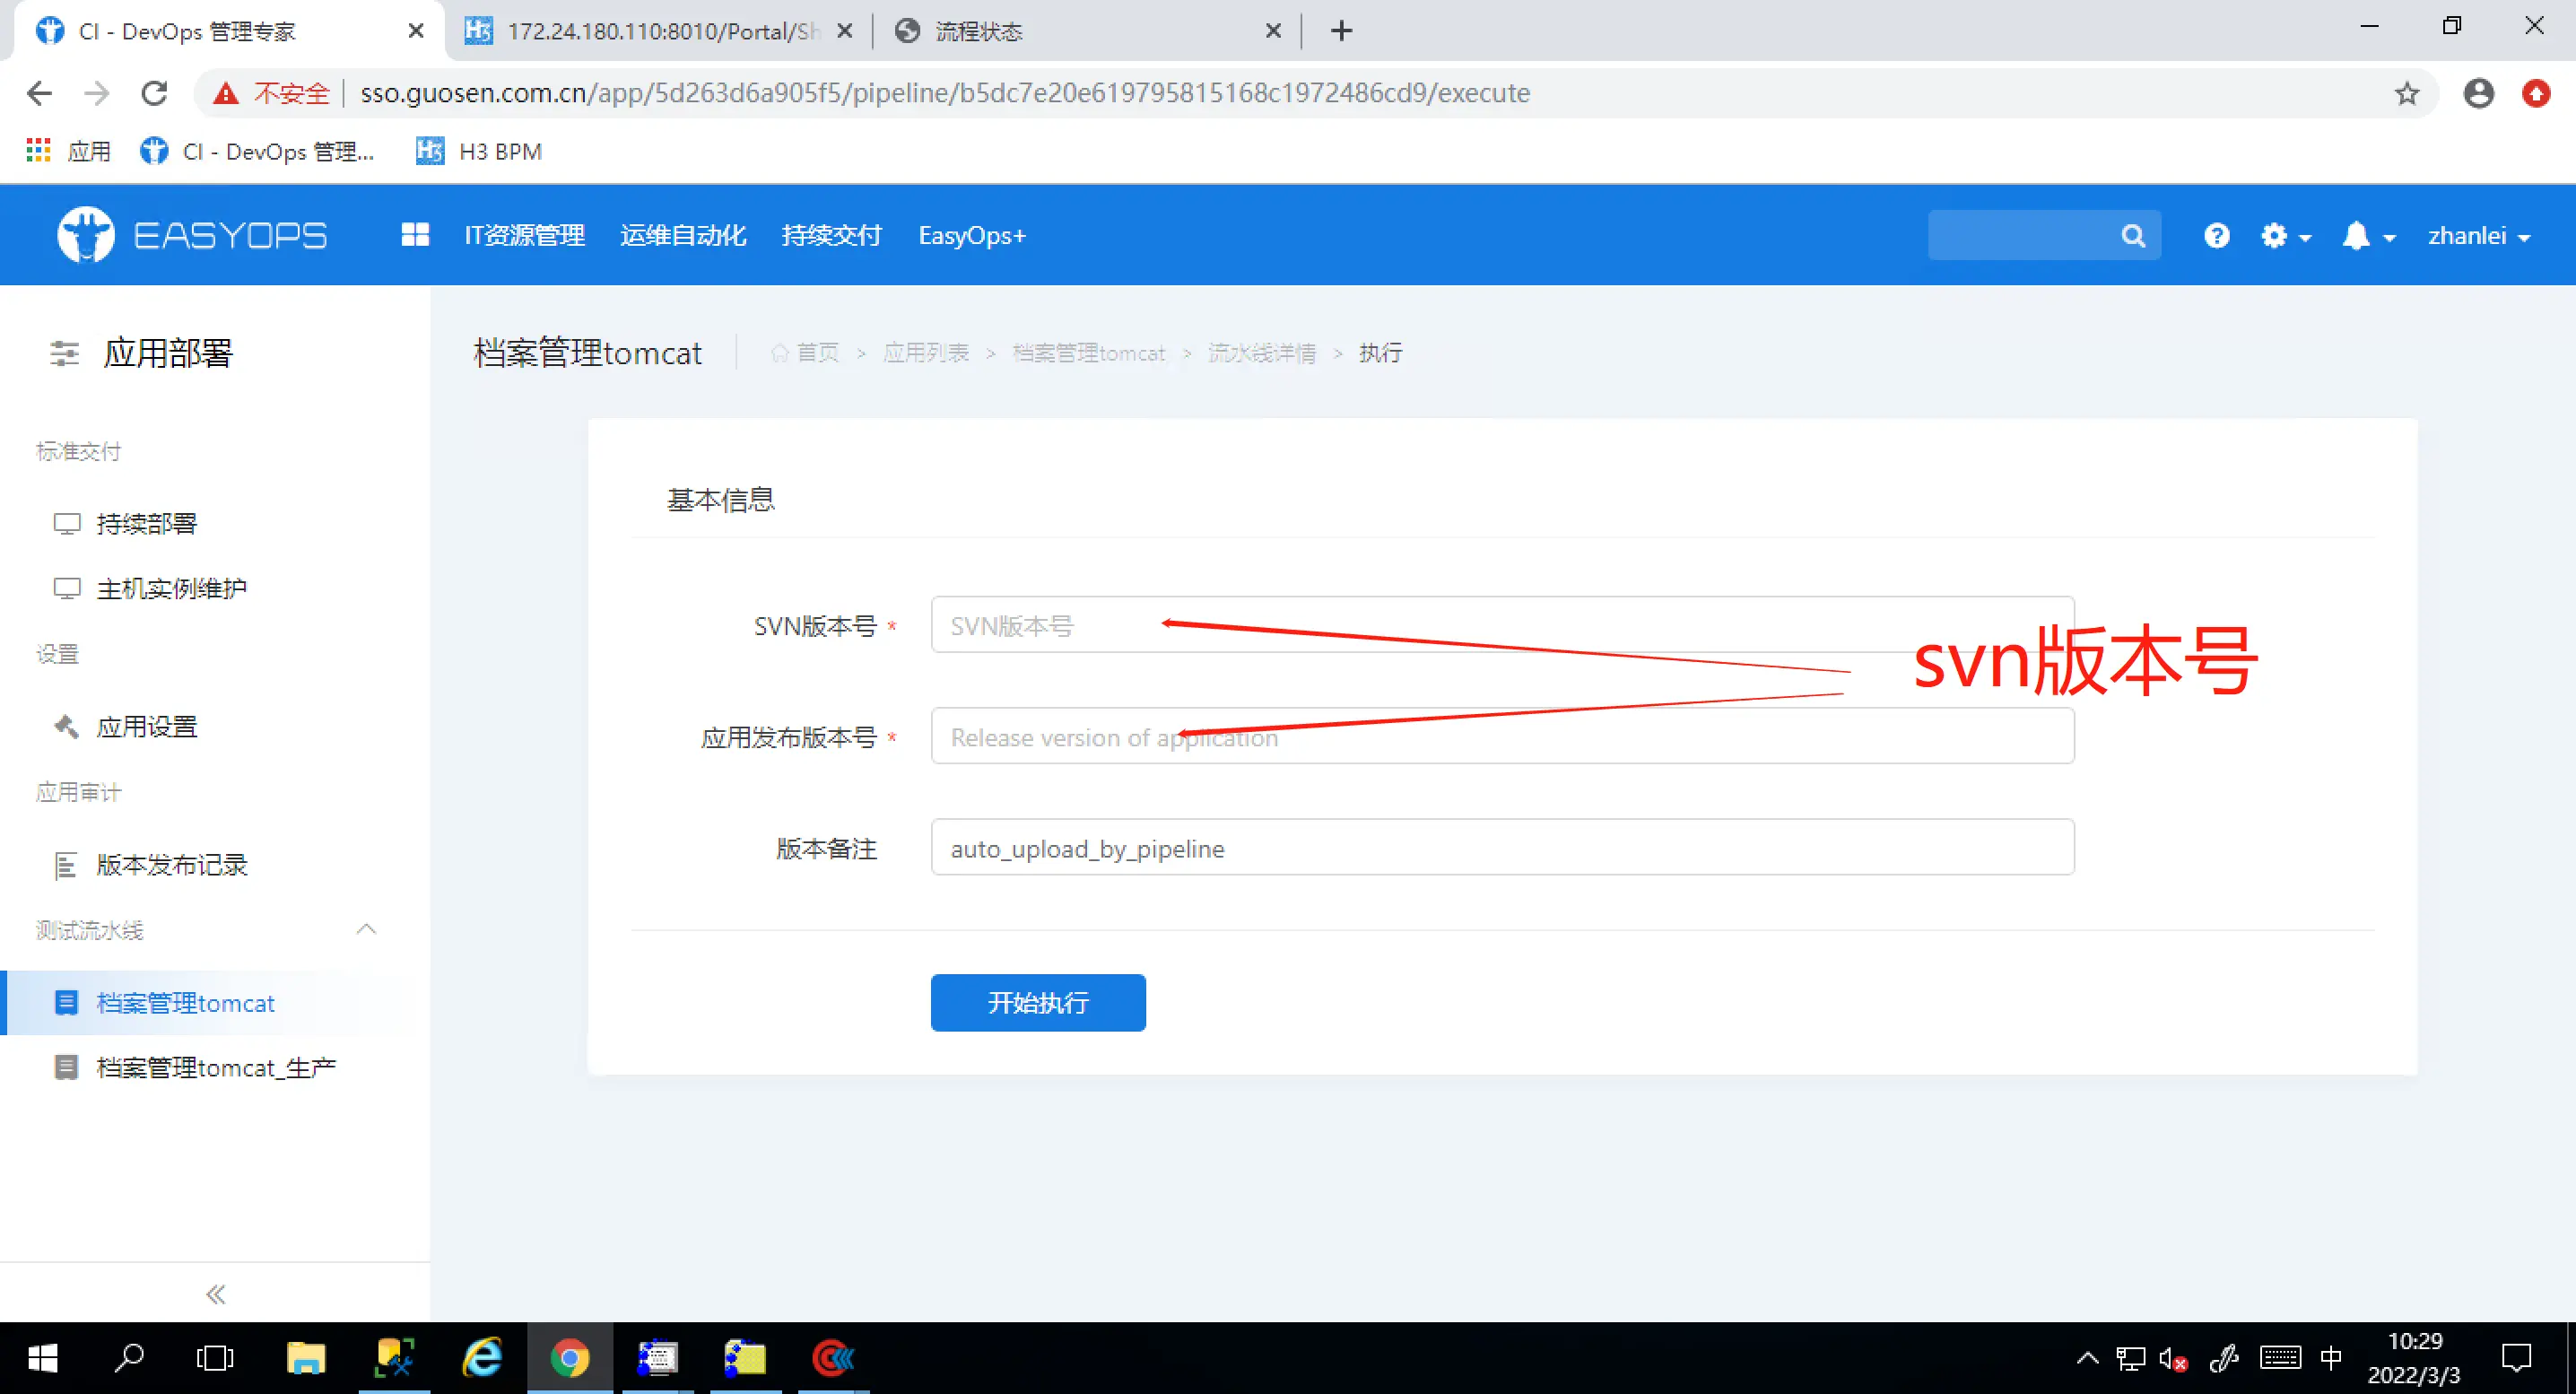 CI - DevOps 管理专家
172.24.180.110:8010/Portal/Sh
流程状态
不安全
sso.guosen.com.cn/app/5d263d6a905f5/pipeline/b5dc7e20e619795815168c1972486cd9/execute
应用
CI - DevOps 管理...
H3 BPM
EASYOPS
IT资源管理
运维自动化
持续交付
EasyOps+
zhanlei
应用部署
标准交付
持续部署
主机实例维护
设置
应用设置
应用审计
版本发布记录
测试流水线
档案管理tomcat
档案管理tomcat_生产
档案管理tomcat
首页 > 应用列表 > 档案管理tomcat > 流水线详情 > 执行
基本信息
SVN版本号 *
SVN版本号
svn版本号
应用发布版本号 *
Release version of application
版本备注
auto_upload_by_pipeline
开始执行
中
10:29
2022/3/3